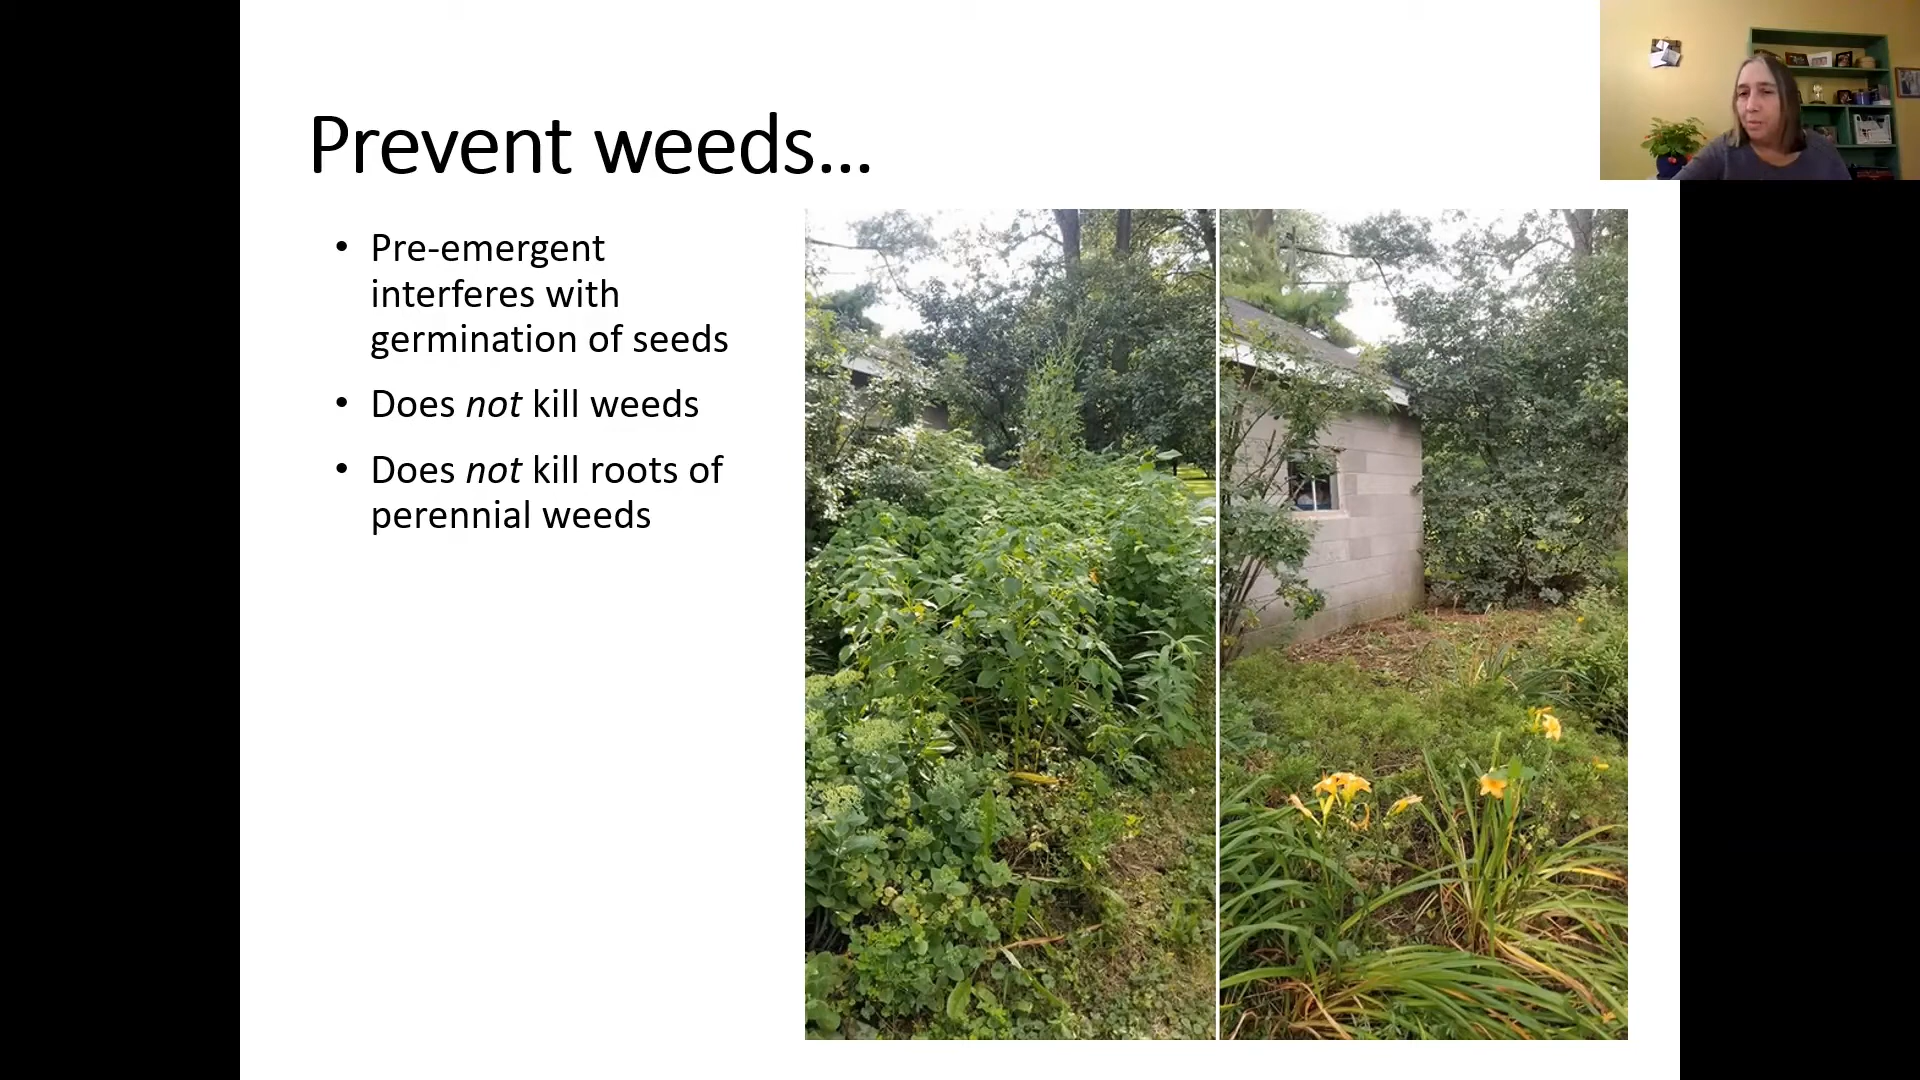 Prevent weeds...
• Pre-emergent
interferes with
germination of seeds
• Does not kill weeds
• Does not kill roots of
perennial weeds